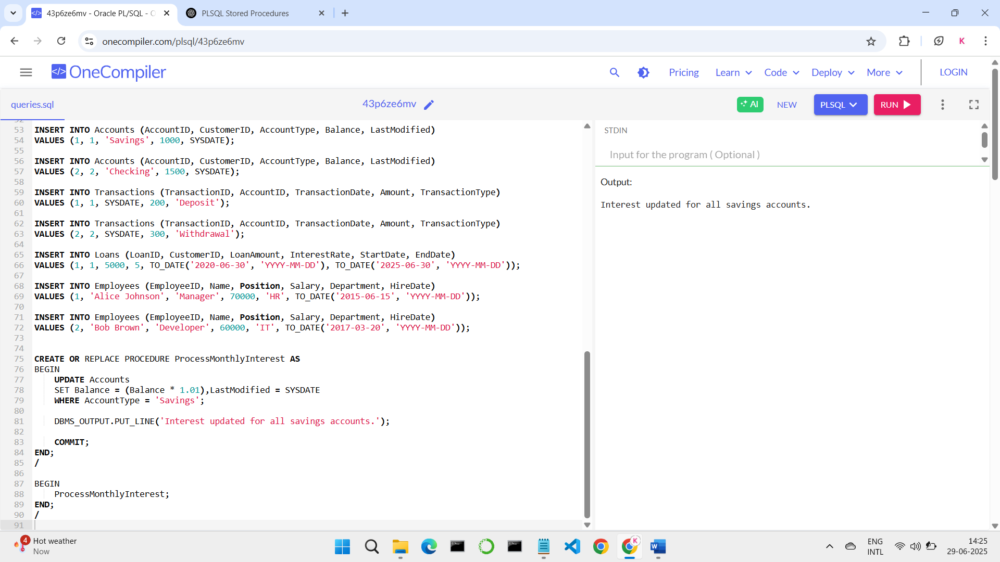 43p6ze6mv - Oracle PL/SQL - O
PLSQL Stored Procedures
onecompiler.com/plsql/43p6ze6mv
K
</> OneCompiler
Pricing
Learn
Code
Deploy
More
LOGIN
queries.sql
43p6ze6mv
AI
NEW
PLSQL
RUN
52
53 INSERT INTO Accounts (AccountID, CustomerID, AccountType, Balance, LastModified)
54 VALUES (1, 1, 'Savings', 1000, SYSDATE);
55
56 INSERT INTO Accounts (AccountID, CustomerID, AccountType, Balance, LastModified)
57 VALUES (2, 2, 'Checking', 1500, SYSDATE);
58
59 INSERT INTO Transactions (TransactionID, AccountID, TransactionDate, Amount, TransactionType)
60 VALUES (1, 1, SYSDATE, 200, 'Deposit');
61
62 INSERT INTO Transactions (TransactionID, AccountID, TransactionDate, Amount, TransactionType)
63 VALUES (2, 2, SYSDATE, 300, 'Withdrawal');
64
65 INSERT INTO Loans (LoanID, CustomerID, LoanAmount, InterestRate, StartDate, EndDate)
66 VALUES (1, 1, 5000, 5, TO_DATE('2020-06-30', 'YYYY-MM-DD'), TO_DATE('2025-06-30', 'YYYY-MM-DD'));
67
68 INSERT INTO Employees (EmployeeID, Name, Position, Salary, Department, HireDate)
69 VALUES (1, 'Alice Johnson', 'Manager', 70000, 'HR', TO_DATE('2015-06-15', 'YYYY-MM-DD'));
70
71 INSERT INTO Employees (EmployeeID, Name, Position, Salary, Department, HireDate)
72 VALUES (2, 'Bob Brown', 'Developer', 60000, 'IT', TO_DATE('2017-03-20', 'YYYY-MM-DD'));
73
74
75 CREATE OR REPLACE PROCEDURE ProcessMonthlyInterest AS
76 BEGIN
77 UPDATE Accounts
78 SET Balance = (Balance * 1.01),LastModified = SYSDATE
79 WHERE AccountType = 'Savings';
80
81 DBMS_OUTPUT.PUT_LINE('Interest updated for all savings accounts.');
82
83 COMMIT;
84 END;
85 /
86
87 BEGIN
88 ProcessMonthlyInterest;
89 END;
90 /
91
STDIN
Input for the program ( Optional )
Output:
Interest updated for all savings accounts.
4
Hot weather
Now
K
W
ENG
INTL
14:25
29-06-2025